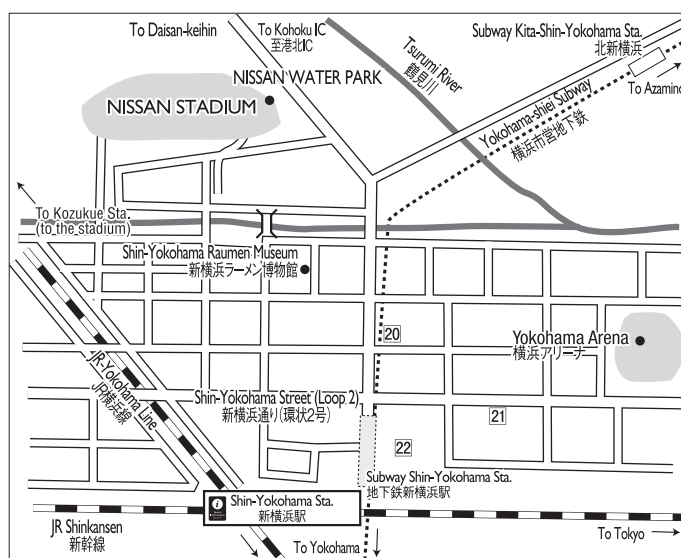 To Daisan-keihin
To Kohoku IC
至港北IC
Subway Kita-Shin-Yokohama Sta.
北新横浜
To Azamino
Tsurumi River
鶴見川
NISSAN WATER PARK
NISSAN STADIUM
Yokohama-shiei Subway
横浜市営地下鉄
To Kozukue Sta.
(to the stadium)
Shin-Yokohama Raumen Museum
新横浜ラーメン博物館
20
Yokohama Arena
横浜アリーナ
JR-Yokohama Line
JR横浜線
Shin-Yokohama Street (Loop 2)
新横浜通り(環状2号)
21
22
Subway Shin-Yokohama Sta.
地下鉄新横浜駅
i
Shin-Yokohama Sta.
新横浜駅
JR Shinkansen
新幹線
To Yokohama
To Tokyo